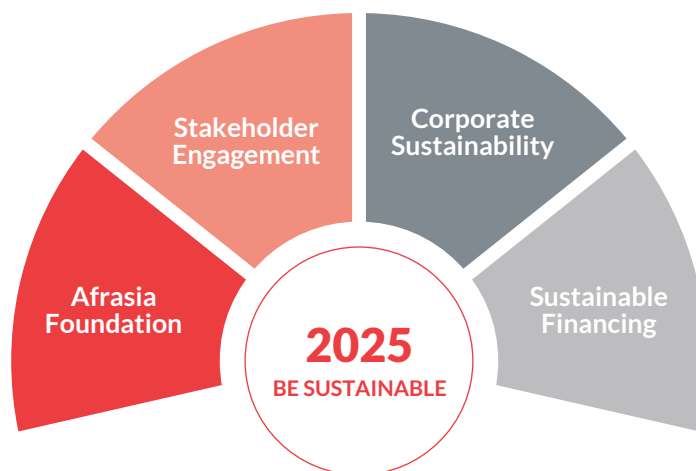 Stakeholder
Engagement
Corporate
Sustainability
Afrasia
Foundation
Sustainable
Financing
2025
BE SUSTAINABLE